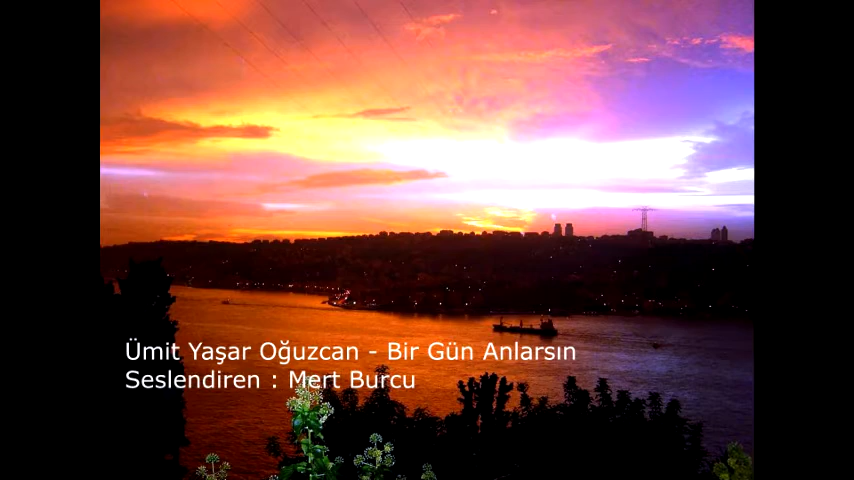 Ümit Yaşar Oğuzcan - Bir Gün Anlarsın
Seslendiren : Mert Burcu